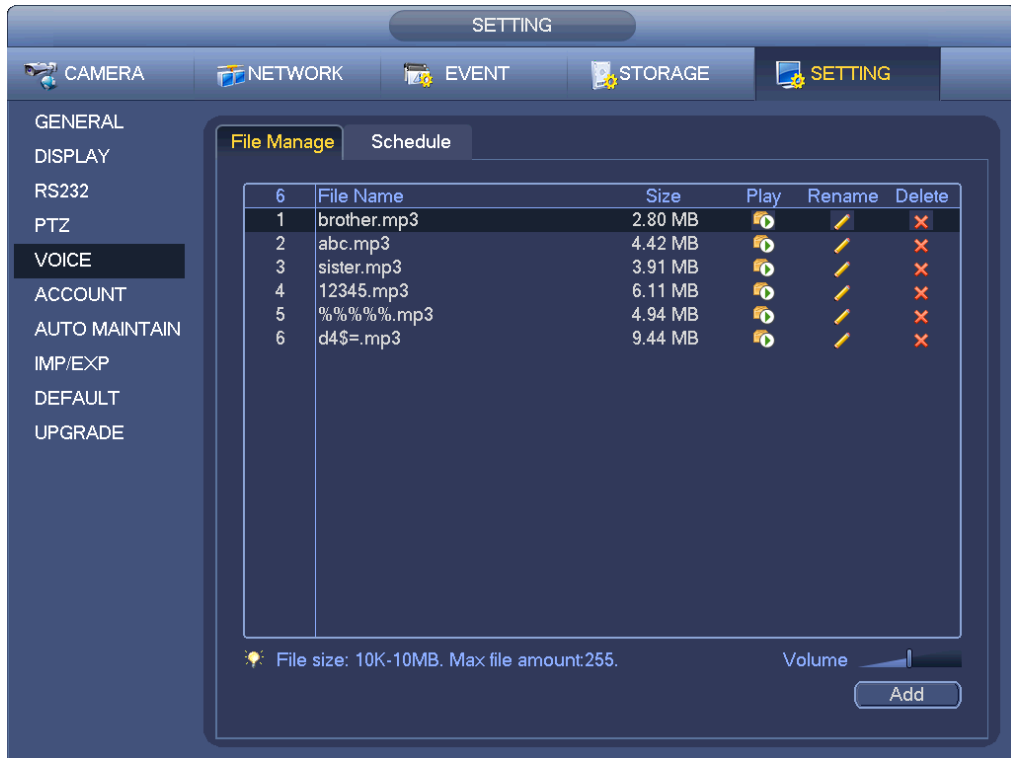 SETTING
CAMERA NETWORK EVENT STORAGE SETTING
GENERAL
DISPLAY
RS232
PTZ
VOICE
ACCOUNT
AUTO MAINTAIN
IMP/EXP
DEFAULT
UPGRADE
File Manage Schedule
6 File Name Size Play Rename Delete
1 brother.mp3 2.80 MB
2 abc.mp3 4.42 MB
3 sister.mp3 3.91 MB
4 12345.mp3 6.11 MB
5 %%%%%.mp3 4.94 MB
6 d4$=.mp3 9.44 MB
File size: 10K-10MB. Max file amount:255. Volume
Add